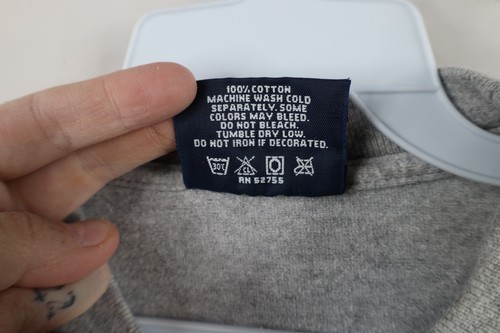 100% COTTON
MACHINE WASH COLD
SEPARATELY. SOME
COLORS MAY BLEED.
DO NOT BLEACH.
TUMBLE DRY LOW.
DO NOT IRON IF DECORATED.
30°C CL
RN 52755